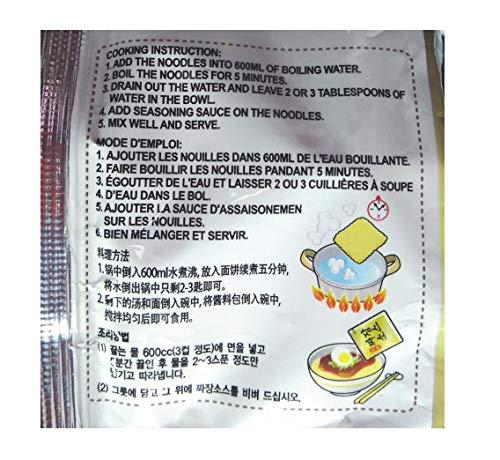 COOKING INSTRUCTION:
1. ADD THE NOODLES INTO 600ML OF BOILING WATER.
2. BOIL THE NOODLES FOR 5 MINUTES.
3. DRAIN OUT THE WATER AND LEAVE 2 OR 3 TABLESPOONS OF
WATER IN THE BOWL.
4. ADD SEASONING SAUCE ON THE NOODLES.
5. MIX WELL AND SERVE.
MODE D'EMPLOI:
1. AJOUTER LES NOUILLES DANS 600ML DE L'EAU BOUILLANTE.
2. FAIRE BOUILLIR LES NOUILLES PANDANT 5 MINUTES.
3. ÉGOUTTER DE L'EAU ET LAISSER 2 OU 3 CUILLIÈRES À SOUPE
4. D'EAU DANS LE BOL.
5. AJOUTER LA SAUCE D'ASSAISONEMEN
SUR LES NOUILLES.
6. BIEN MÉLANGER ET SERVIR.
料理方法
1.锅中倒入600ml水煮沸,放入面饼续煮五分钟,
将水倒出锅中只剩2-3匙即可。
2.剩下的汤和面倒入碗中,将酱料包倒入碗中,
搅拌均匀后即可食用。
조리방법
(1) 끓는 물 600cc(3컵 정도)에 면을 넣고
분간 끓인 후 물을 2~3스푼 정도만
남기고 따라냅니다.
(2) 그릇에 담고 그 위에 짜장소스를 비벼 드십시오.